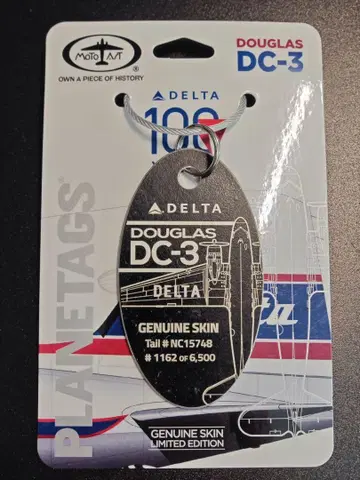 MOTOART
®
OWN A PIECE OF HISTORY
DOUGLAS
DC-3
DELTA
100
PLANETAGS®
DELTA
DOUGLAS
DC-3
DELTA
GENUINE SKIN
Tail # NC15748
# 1162 OF 6,500
GENUINE SKIN
LIMITED EDITION